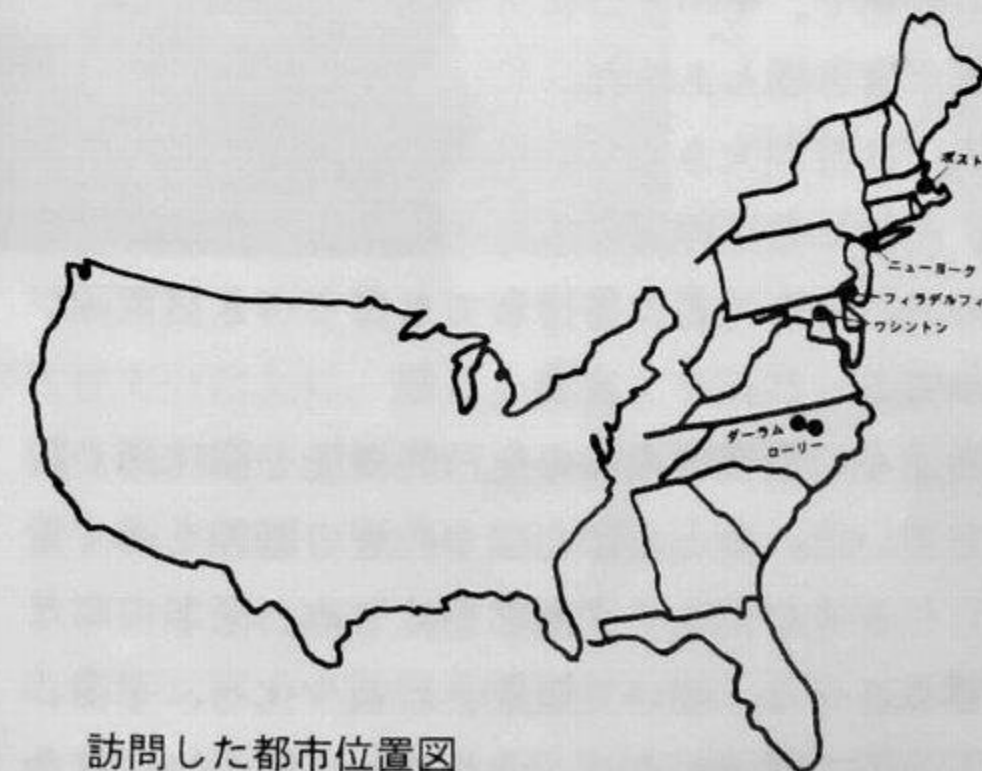 ボスト
ニューヨーク
フィラデルフィ
ワシントン
ダーラム
ローリー
訪問した都市位置図